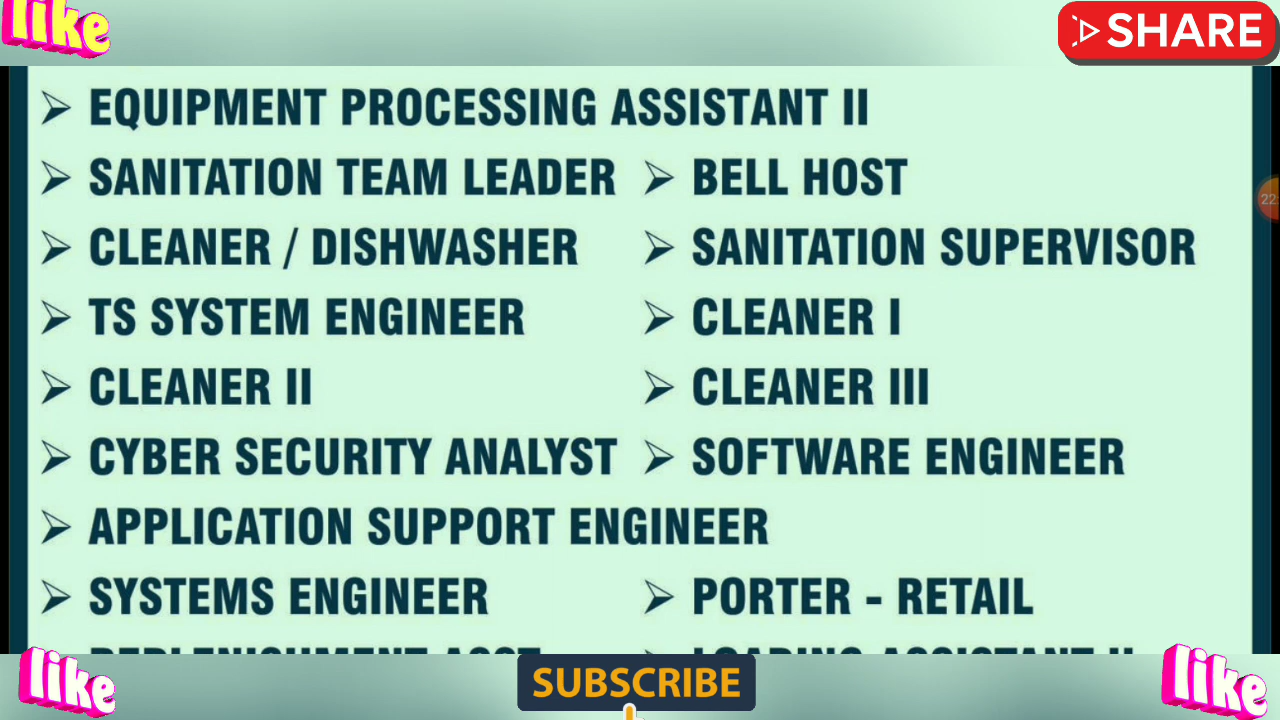 like
SHARE
➢ EQUIPMENT PROCESSING ASSISTANT II
➢ SANITATION TEAM LEADER ➢ BELL HOST
22
➢ CLEANER / DISHWASHER ➢ SANITATION SUPERVISOR
➢ TS SYSTEM ENGINEER ➢ CLEANER I
➢ CLEANER II ➢ CLEANER III
➢ CYBER SECURITY ANALYST ➢ SOFTWARE ENGINEER
➢ APPLICATION SUPPORT ENGINEER
➢ SYSTEMS ENGINEER ➢ PORTER - RETAIL
like
SUBSCRIBE
like